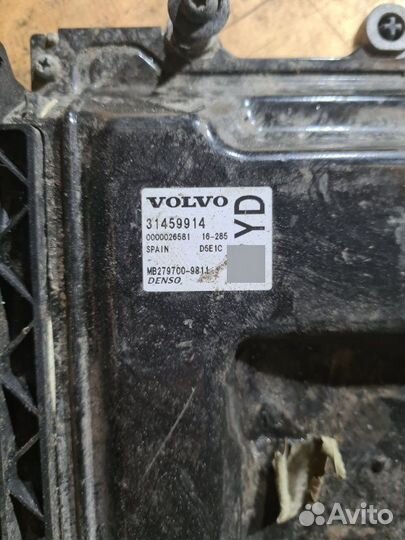 VOLVO
31459914
0000026581 16-285
SPAIN D5E1C
MB279700-9811
DENSO
YD
Avito